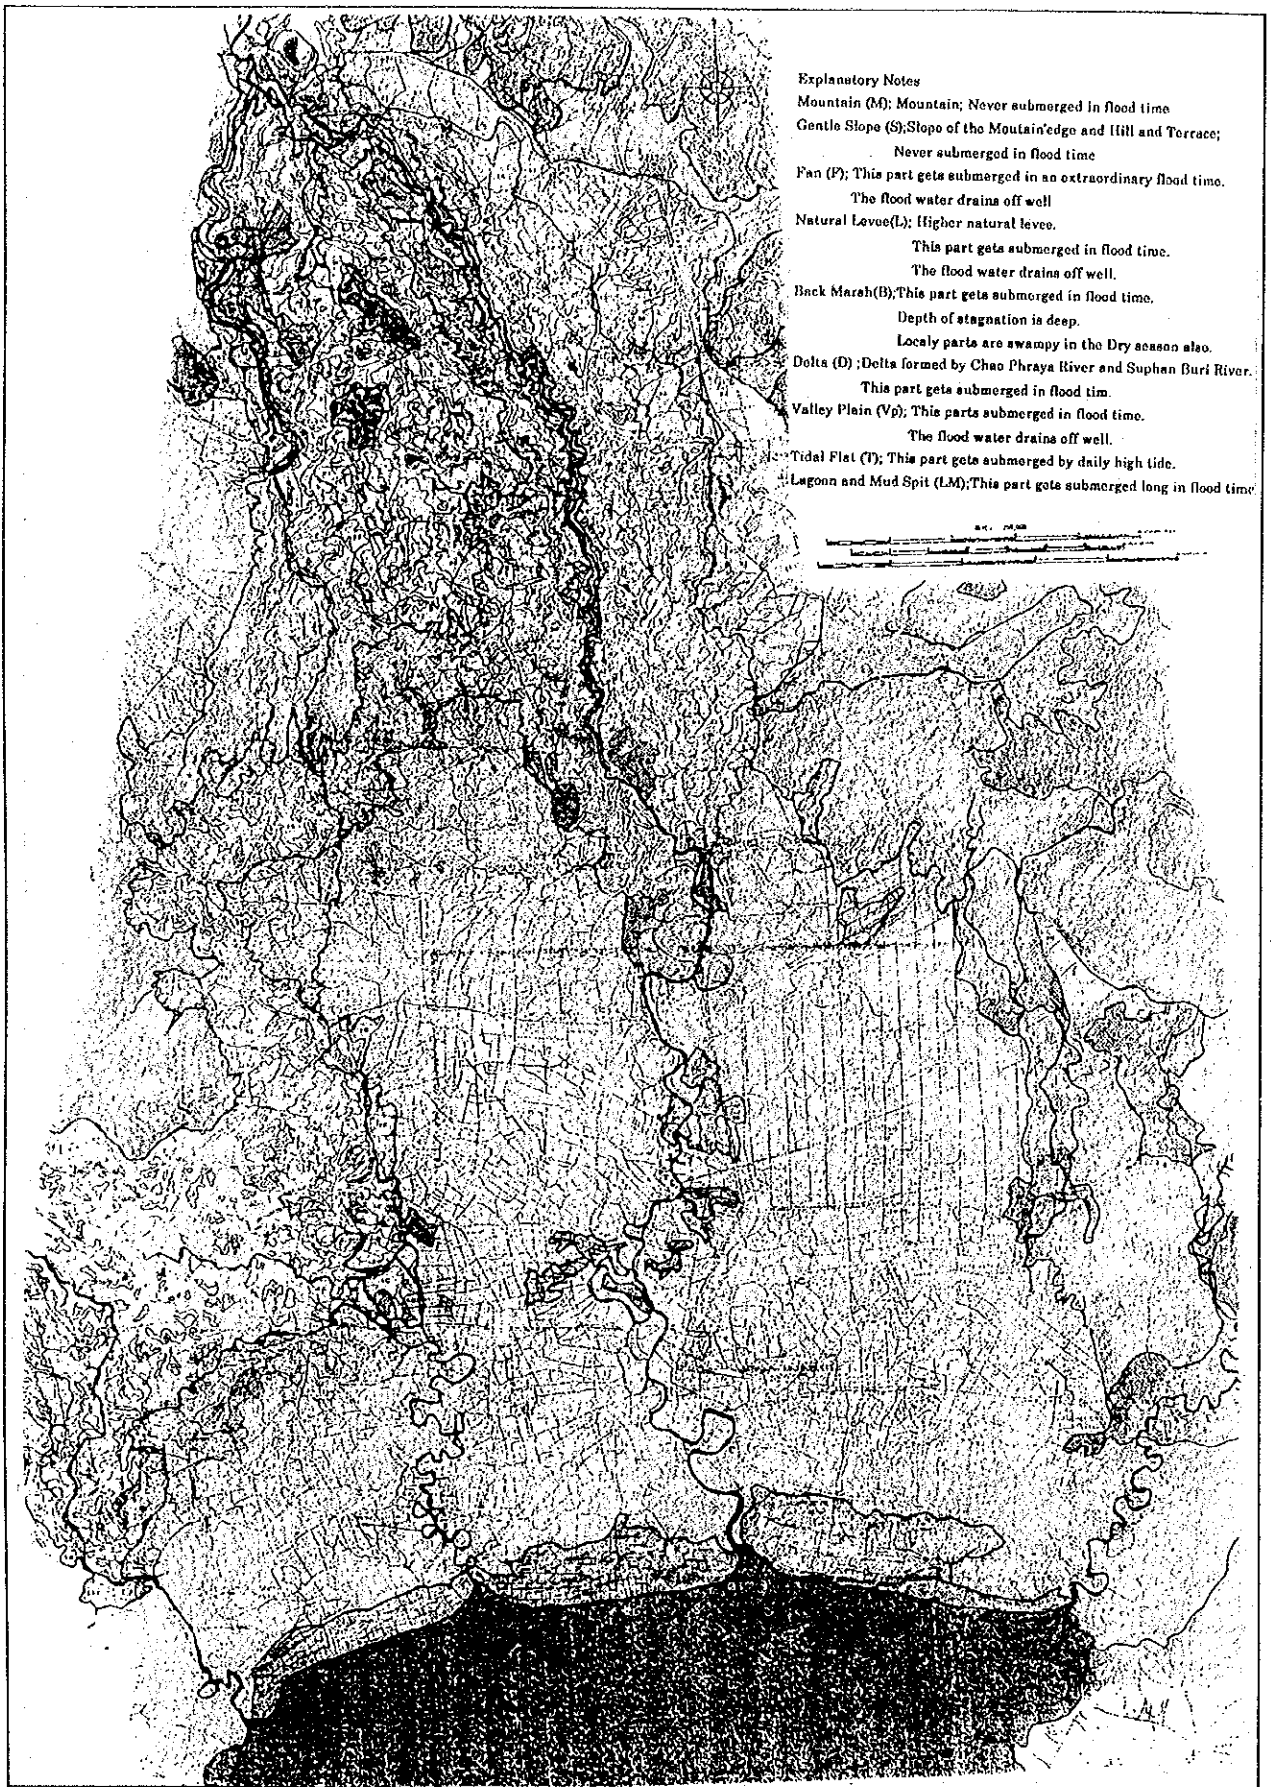 Explanatory Notes
Mountain (M); Mountain; Never submerged in flood time
Gentle Slope (S);Slope of the Moutain'edge and Hill and Terrace;
Never submerged in flood time
Fan (F); This part gets submerged in an extraordinary flood time.
The flood water drains off well
Natural Levee(L); Higher natural levee.
This part gets submerged in flood time.
The flood water drains off well.
Back Marsh(B);This part gets submerged in flood time.
Depth of stagnation is deep.
Localy parts are swampy in the Dry season also.
Delta (D) ;Delta formed by Chao Phraya River and Suphan Buri River.
This part gets submerged in flood tim.
Valley Plain (Vp); This parts submerged in flood time.
The flood water drains off well.
Tidal Flat (T); This part gets submerged by daily high tide.
Lagoon and Mud Spit (LM);This part gets submerged long in flood time